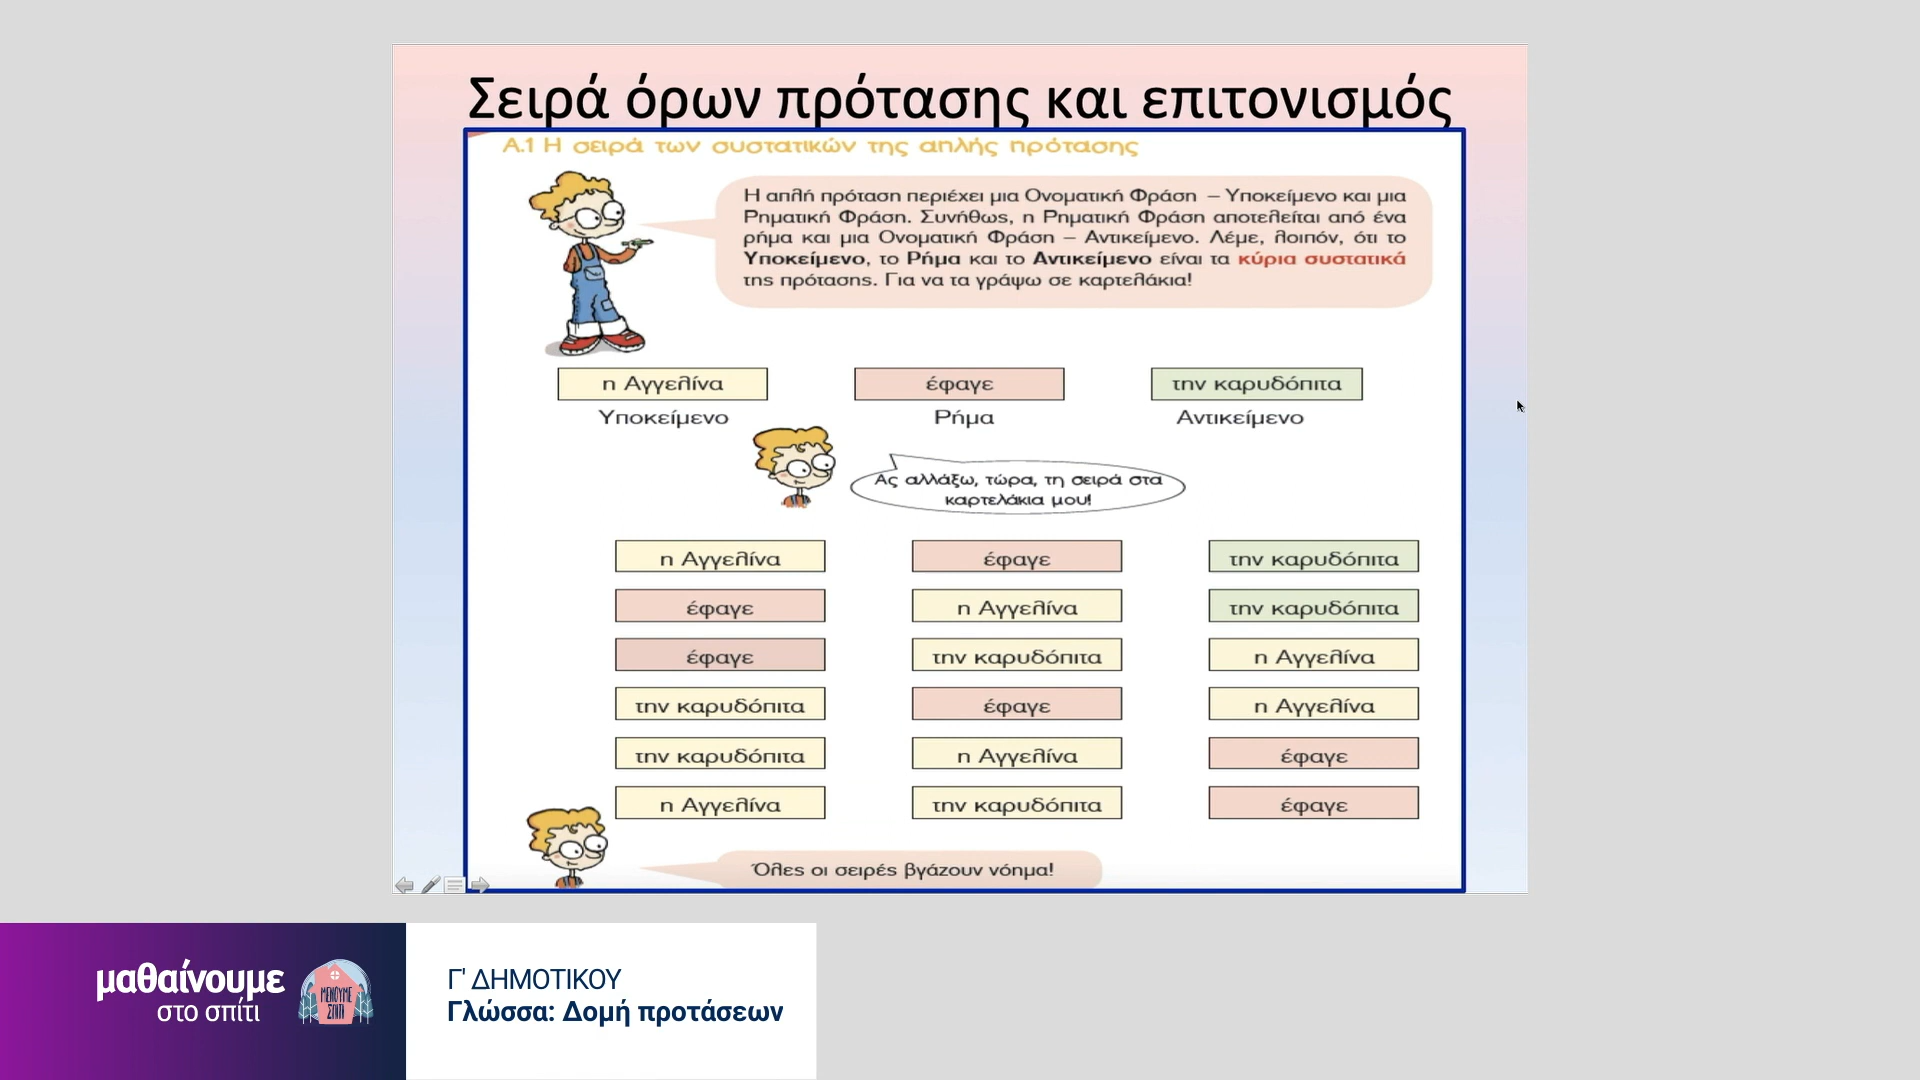 Σειρά όρων πρότασης και επιτονισμός
Α.1 Η σειρά των συστατικών της απλής πρότασης
Η απλή πρόταση περιέχει μια Ονοματική Φράση – Υποκείμενο και μια
Ρηματική Φράση. Συνήθως, η Ρηματική Φράση αποτελείται από ένα
ρήμα και μια Ονοματική Φράση – Αντικείμενο. Λέμε, λοιπόν, ότι το
Υποκείμενο, το Ρήμα και το Αντικείμενο είναι τα κύρια συστατικά
της πρότασης. Για να τα γράψω σε καρτελάκια!
η Αγγελίνα έφαγε την καρυδόπιτα
Υποκείμενο Ρήμα Αντικείμενο
Ας αλλάξω, τώρα, τη σειρά στα
καρτελάκια μου!
η Αγγελίνα έφαγε την καρυδόπιτα
έφαγε η Αγγελίνα την καρυδόπιτα
έφαγε την καρυδόπιτα η Αγγελίνα
την καρυδόπιτα έφαγε η Αγγελίνα
την καρυδόπιτα η Αγγελίνα έφαγε
η Αγγελίνα την καρυδόπιτα έφαγε
Όλες οι σειρές βγάζουν νόημα!
μαθαίνουμε
στο σπίτι
ΜΕΝΟΥΜΕ
ΣΠΙΤΙ
Γ' ΔΗΜΟΤΙΚΟΥ
Γλώσσα: Δομή προτάσεων